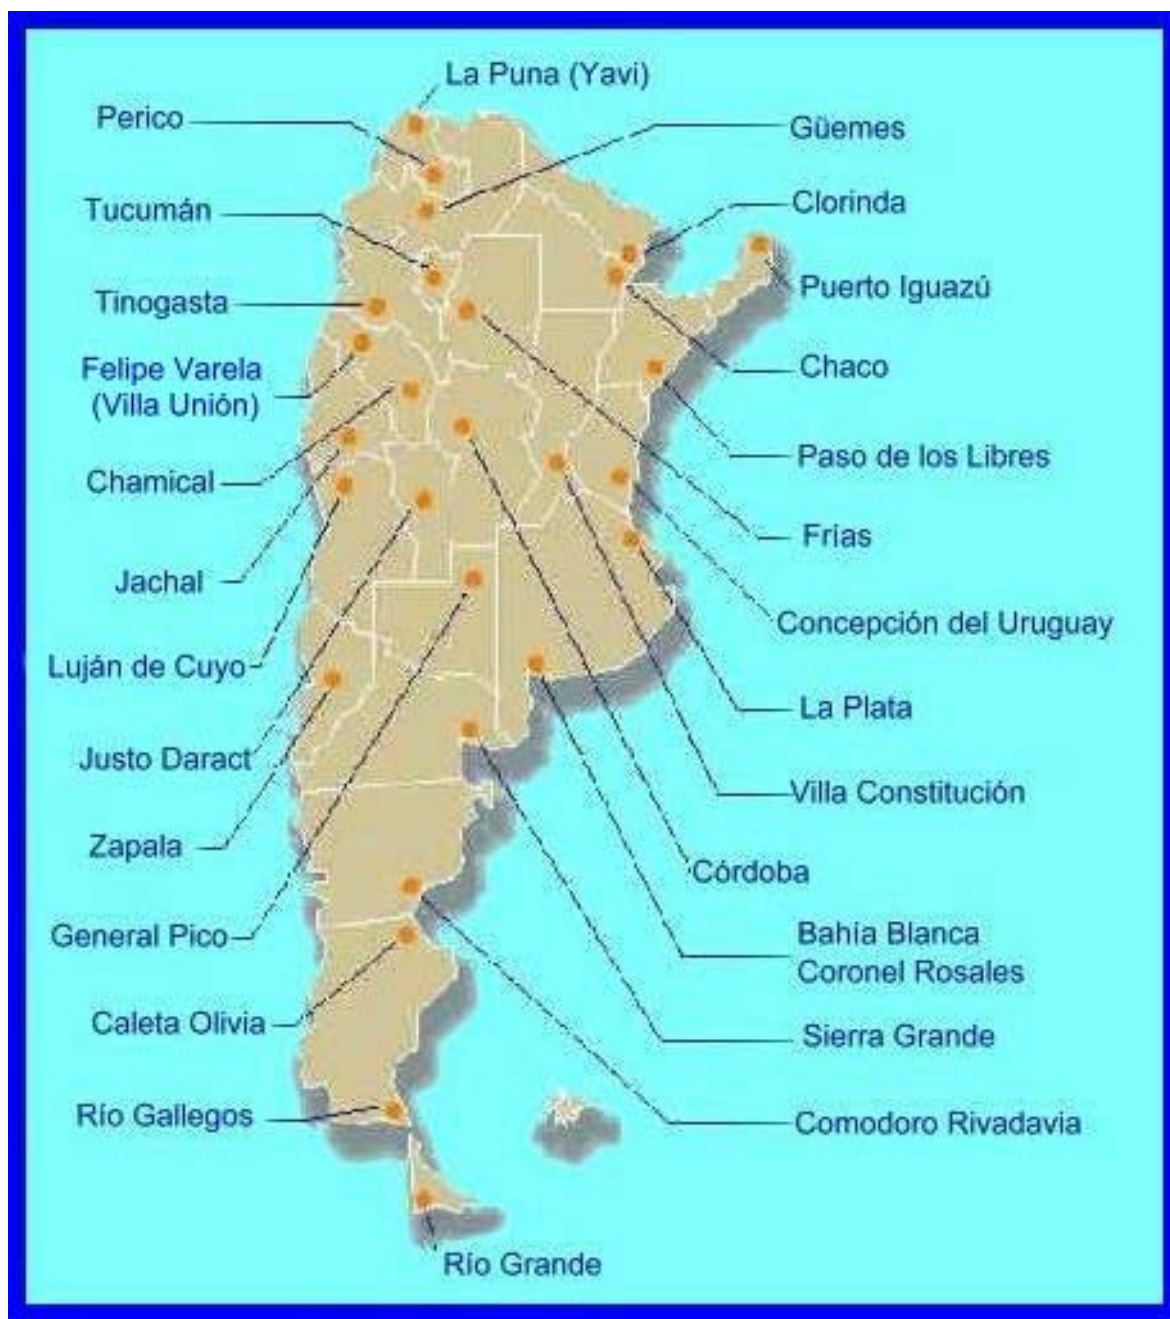 La Puna (Yavi)
Perico
Güemes
Tucumán
Clorinda
Tinogasta
Puerto Iguazú
Felipe Varela
(Villa Unión)
Chaco
Chamical
Paso de los Libres
Frias
Jachal
Concepción del Uruguay
Luján de Cuyo
La Plata
Justo Daract
Villa Constitución
Zapala
Córdoba
General Pico
Bahia Blanca
Coronel Rosales
Caleta Olivia
Sierra Grande
Río Gallegos
Comodoro Rivadavia
Río Grande